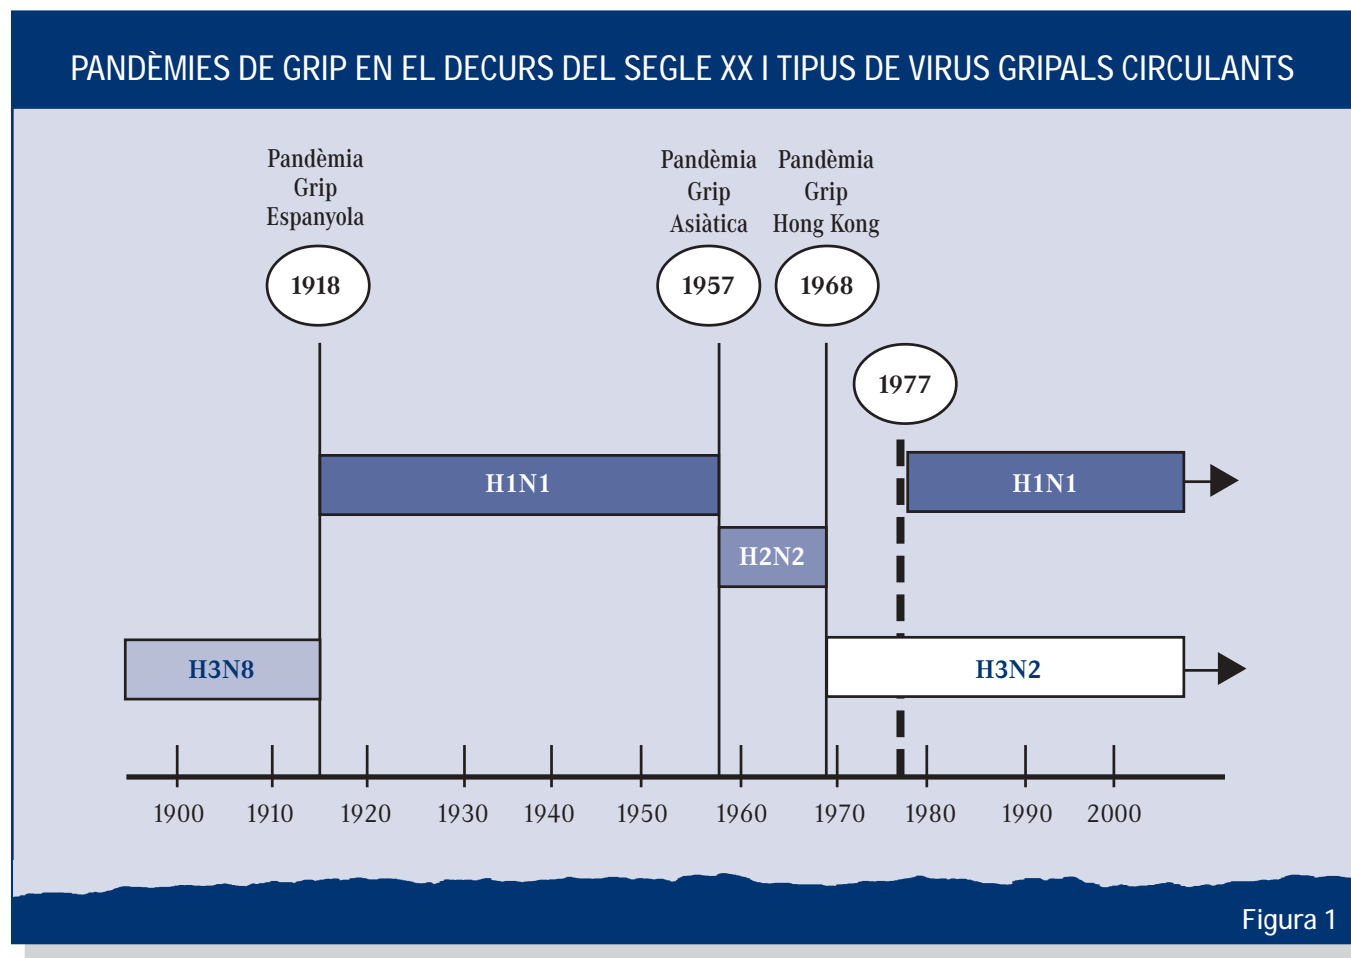 PANDÈMIES DE GRIP EN EL DECURS DEL SEGLE XX I TIPUS DE VIRUS GRIPALS CIRCULANTS
Pandèmia
Grip
Espanyola
1918
Pandèmia
Grip
Asiàtica
1957
Pandèmia
Grip
Hong Kong
1968
1977
H1N1
H1N1
H2N2
H3N8
H3N2
1900 1910 1920 1930 1940 1950 1960 1970 1980 1990 2000
Figura 1